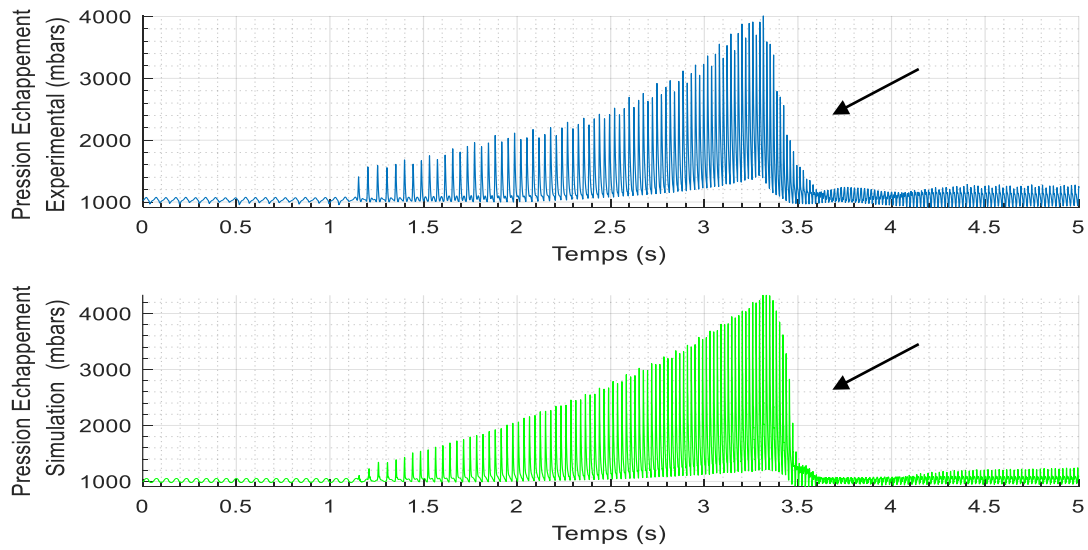 Pression Echappement
Experimental (mbars)
4000
3000
2000
1000
0 0.5 1 1.5 2 2.5 3 3.5 4 4.5 5
Temps (s)
Pression Echappement
Simulation (mbars)
4000
3000
2000
1000
0 0.5 1 1.5 2 2.5 3 3.5 4 4.5 5
Temps (s)